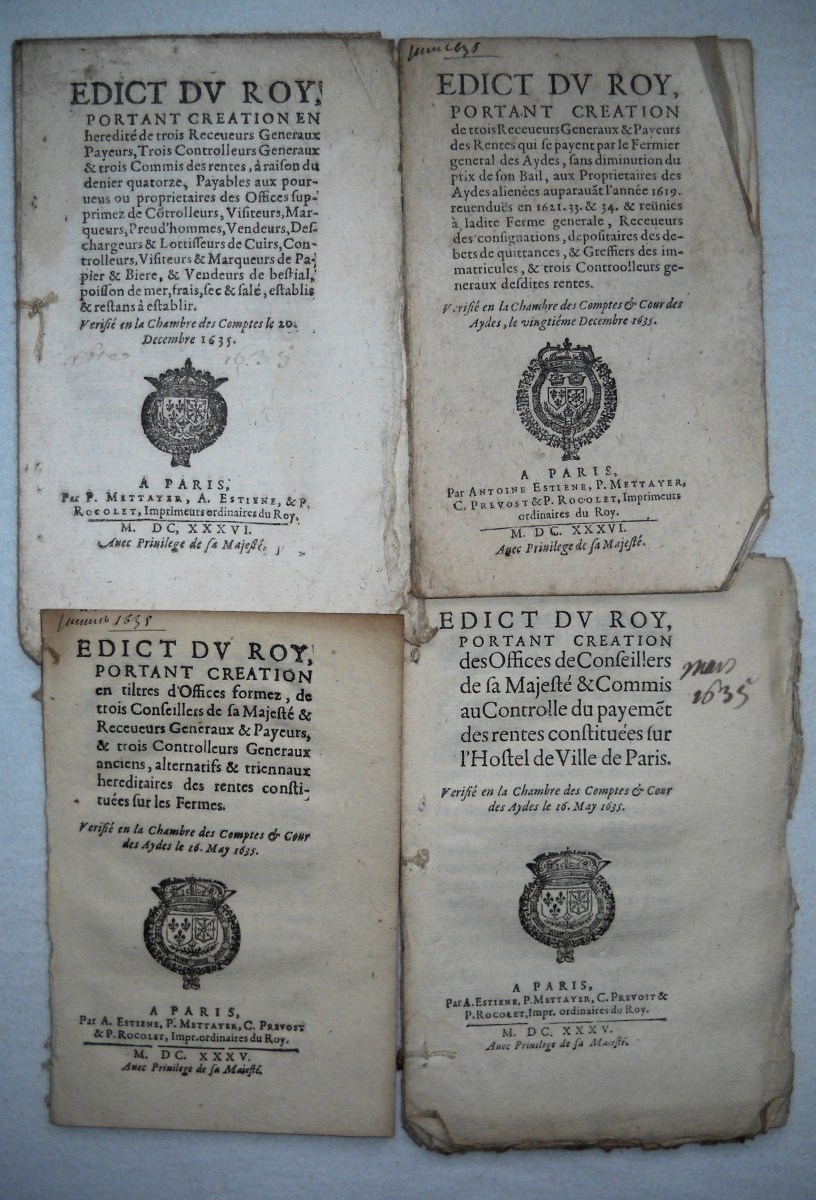 EDICT DV ROY,
PORTANT CREATION EN
heredité de trois Receueurs Generaux
Payeurs, Trois Controlleurs Generaux
& trois Commis des rentes, à raison du
denier quatorze, Payables aux pour-
ueus ou proprietaires des Offices sup-
primez de Cõtrolleurs, Visiteurs, Mar-
queurs, Preud'hommes, Vendeurs, Des-
chargeurs & Lottisseurs de Cuirs, Con-
trolleurs, Visiteurs & Marqueurs de Pa-
pier & Biere, & Vendeurs de bestial,
poisson de mer, frais, sec & salé, establis
& restans à establir.
Verifié en la Chambre des Comptes le 20.
Decembre 1635.
1635
A PARIS,
Par P. METTAYER, A. ESTIENE, & P.
ROCOLET, Imprimeurs ordinaires du Roy.
M. DC, XXXVI.
Auec Priuilege de sa Majesté.
1635
EDICT DV ROY,
PORTANT CREATION
de trois Receueurs Generaux & Payeurs
des Rentes qui se payent par le Fermier
general des Aydes, sans diminution du
prix de son Bail, aux Proprietaires des
Aydes alienées auparauãt l'année 1619.
reuenduës en 1621. 33. & 34. & reünies
à ladite Ferme generale, Receueurs
des consignations, depositaires des de-
bets de quittances, & Greffiers des im-
matricules, & trois Controolleurs ge-
neraux desdites rentes.
Verifié en la Chambre des Comptes & Cour des
Aydes, le vingtiéme Decembre 1635.
A PARIS,
Par ANTOINE ESTIENE, P. METTAYER,
C. PREVOST & P. ROCOLET, Imprimeurs
ordinaires du Roy.
M. DC. XXXVI.
Auec Priuilege de sa Majesté.
1635
EDICT DV ROY,
PORTANT CREATION
en tiltres d'Offices formez, de
trois Conseillers de sa Majesté &
Receueurs Generaux & Payeurs,
& trois Controlleurs Generaux
anciens, alternatifs & triennaux
hereditaires des rentes consti-
tuées sur les Fermes.
Verifié en la Chambre des Comptes & Cour
des Aydes le 16. May 1635.
A PARIS,
Par A. ESTIENE, P. METTAYER, C. PREVOST
& P. ROCOLET, Impr. ordinaires du Roy.
M. DC. XXXV.
Auec Priuilege de sa Maiesté.
EDICT DV ROY,
PORTANT CREATION
des Offices de Conseillers
de sa Majesté & Commis
au Controlle du payemẽt
des rentes constituées sur
l'Hostel de Ville de Paris.
mars
1635
Verifié en la Chambre des Comptes & Cour
des Aydes le 16. May 1635.
A PARIS,
Par A. ESTIENE, P. METTAYER, C. PREVOST &
P. ROCOLET, Impr. ordinaires du Roy.
M. DC. XXXV.
Auec Priuilege de sa Maiesté.